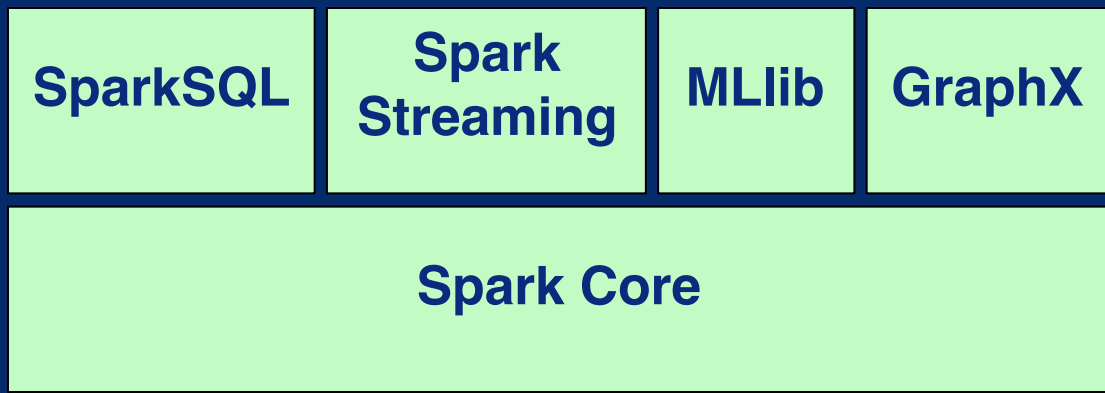 SparkSQL
Spark
Streaming
MLlib
GraphX
Spark Core